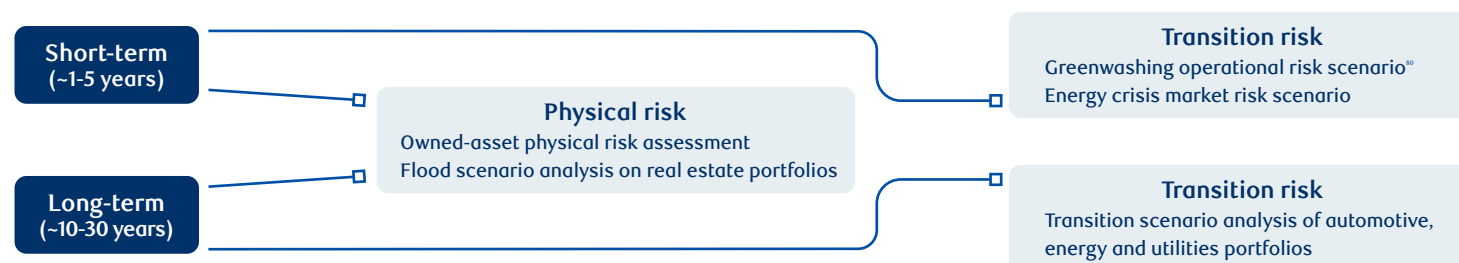 Short-term
(~1-5 years)
Long-term
(~10-30 years)
Physical risk
Owned-asset physical risk assessment
Flood scenario analysis on real estate portfolios
Transition risk
Greenwashing operational risk scenario⁸⁰
Energy crisis market risk scenario
Transition risk
Transition scenario analysis of automotive,
energy and utilities portfolios